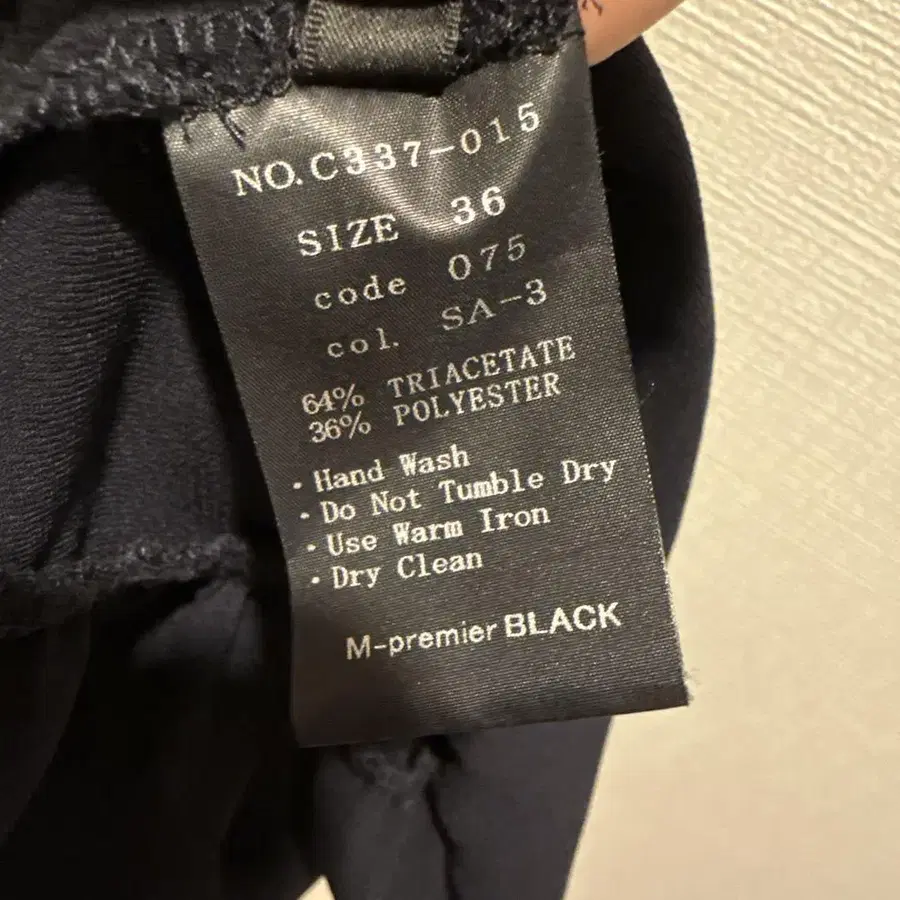 NO.C337-015
SIZE 36
code 075
col. SA-3
64% TRIACETATE
36% POLYESTER
・Hand Wash
・Do Not Tumble Dry
・Use Warm Iron
・Dry Clean
M-premier BLACK